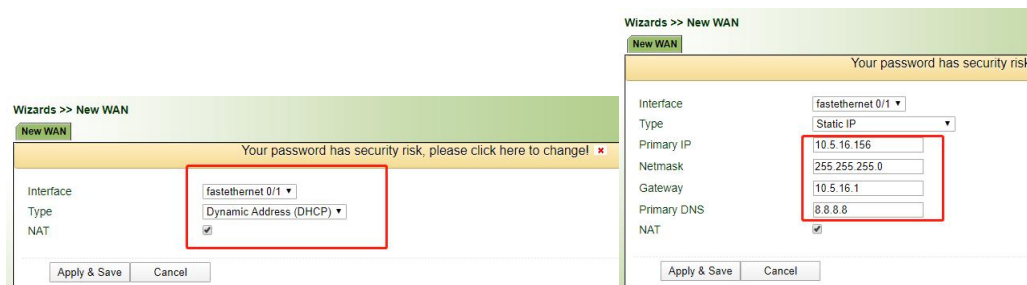 Wizards >> New WAN
New WAN
Your password has security risk, please click here to change!
Interface fastethernet 0/1
Type Dynamic Address (DHCP)
NAT
Apply & Save Cancel
Wizards >> New WAN
New WAN
Your password has security risk
Interface fastethernet 0/1
Type Static IP
Primary IP 10.5.16.156
Netmask 255.255.255.0
Gateway 10.5.16.1
Primary DNS 8.8.8.8
NAT
Apply & Save Cancel